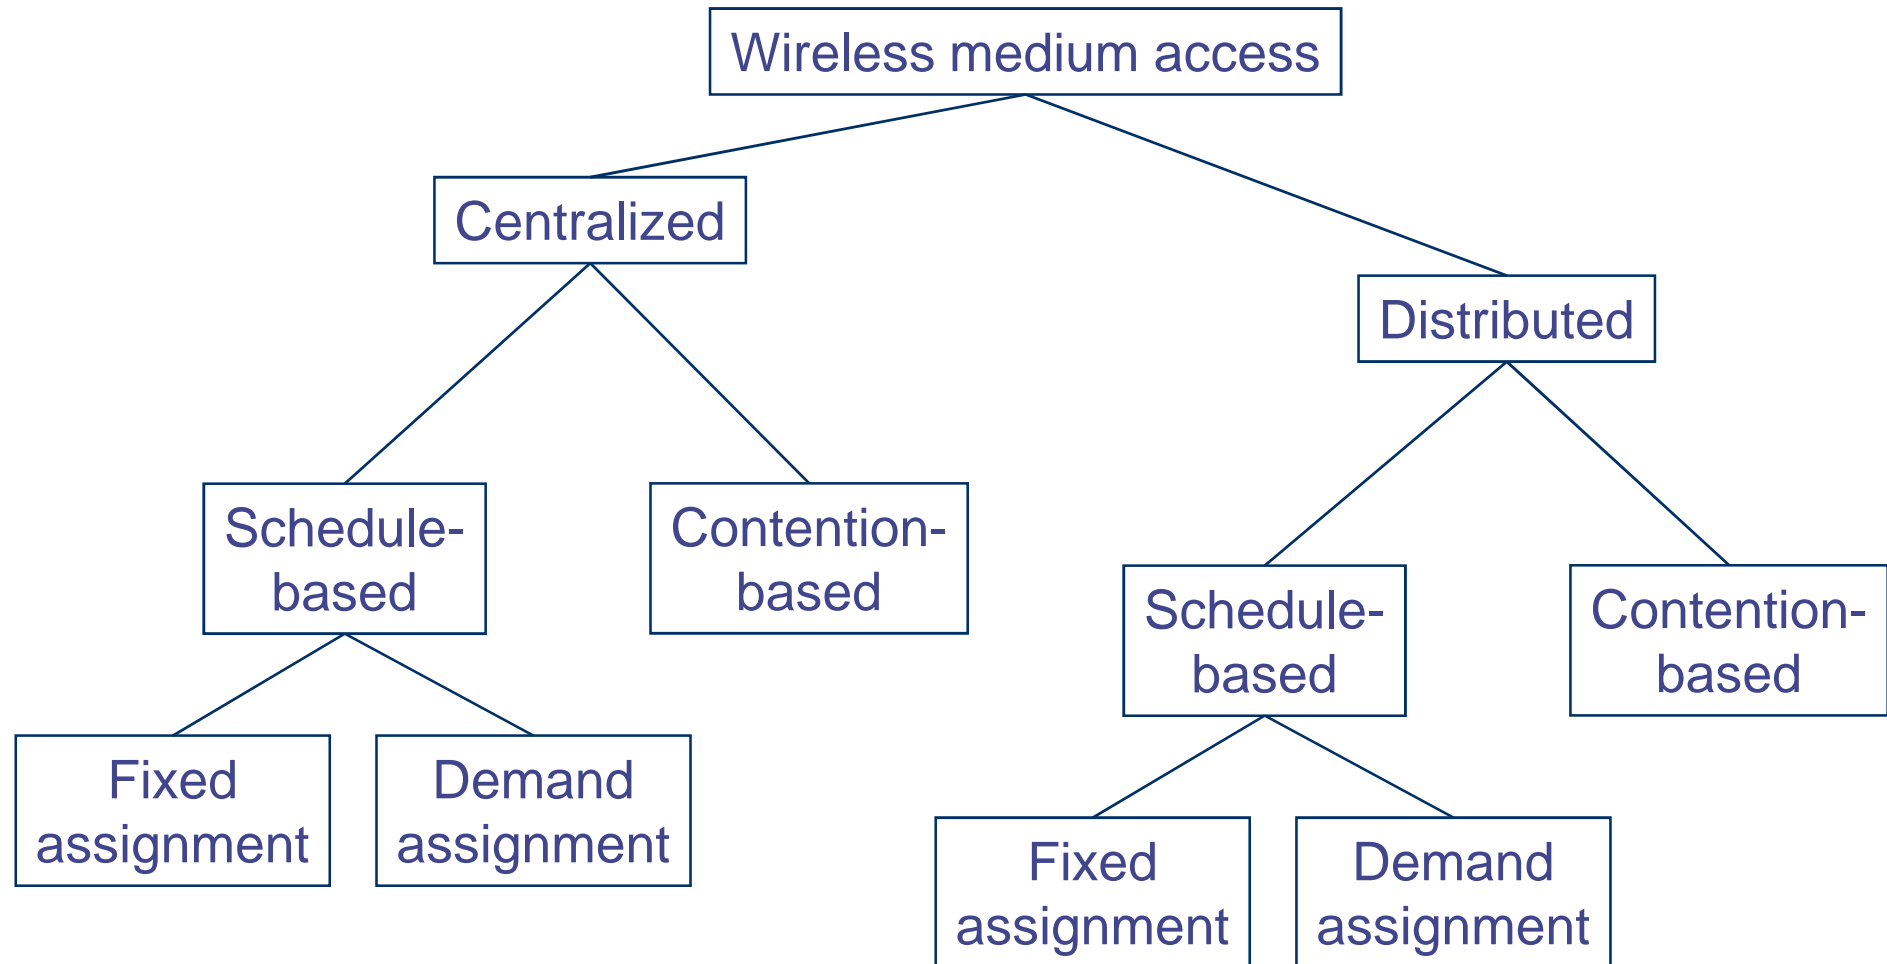 Wireless medium access
Centralized
Distributed
Schedule-
based
Contention-
based
Schedule-
based
Contention-
based
Fixed
assignment
Demand
assignment
Fixed
assignment
Demand
assignment